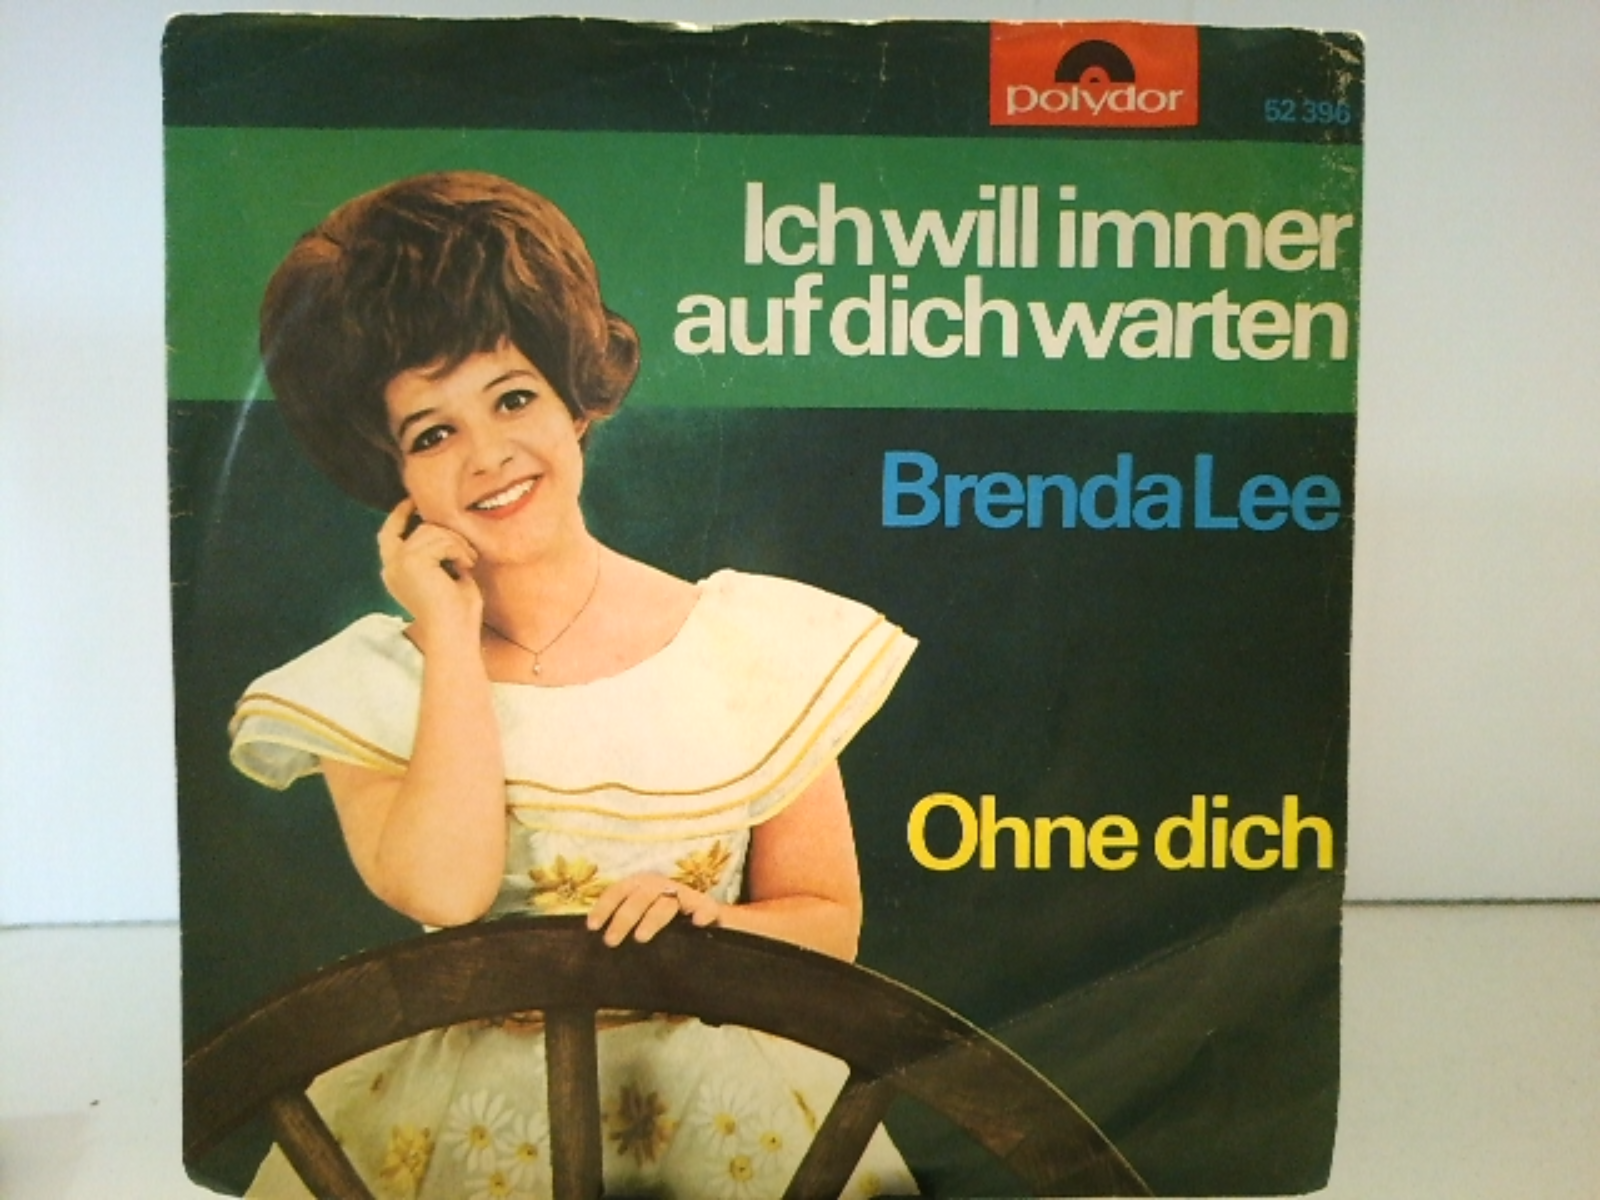 polydor
52 396
Ich will immer
auf dich warten
Brenda Lee
Ohne dich